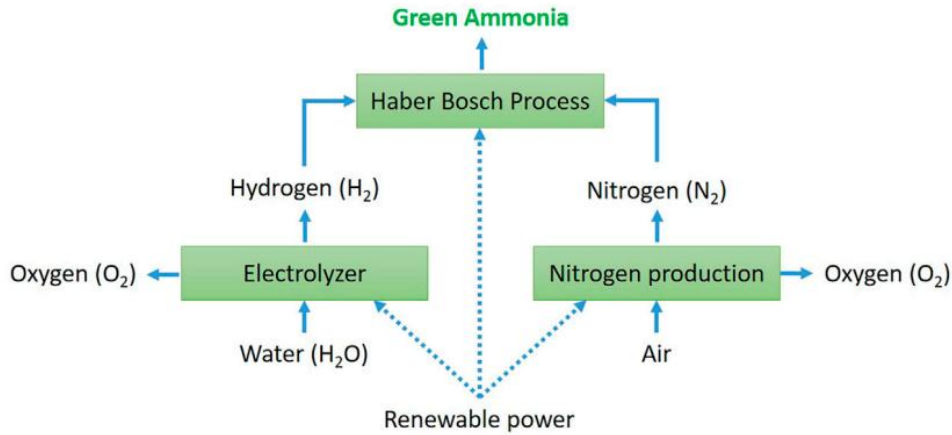 Green Ammonia
Haber Bosch Process
Hydrogen (H₂)
Nitrogen (N₂)
Oxygen (O₂)
Electrolyzer
Nitrogen production
Oxygen (O₂)
Water (H₂O)
Air
Renewable power